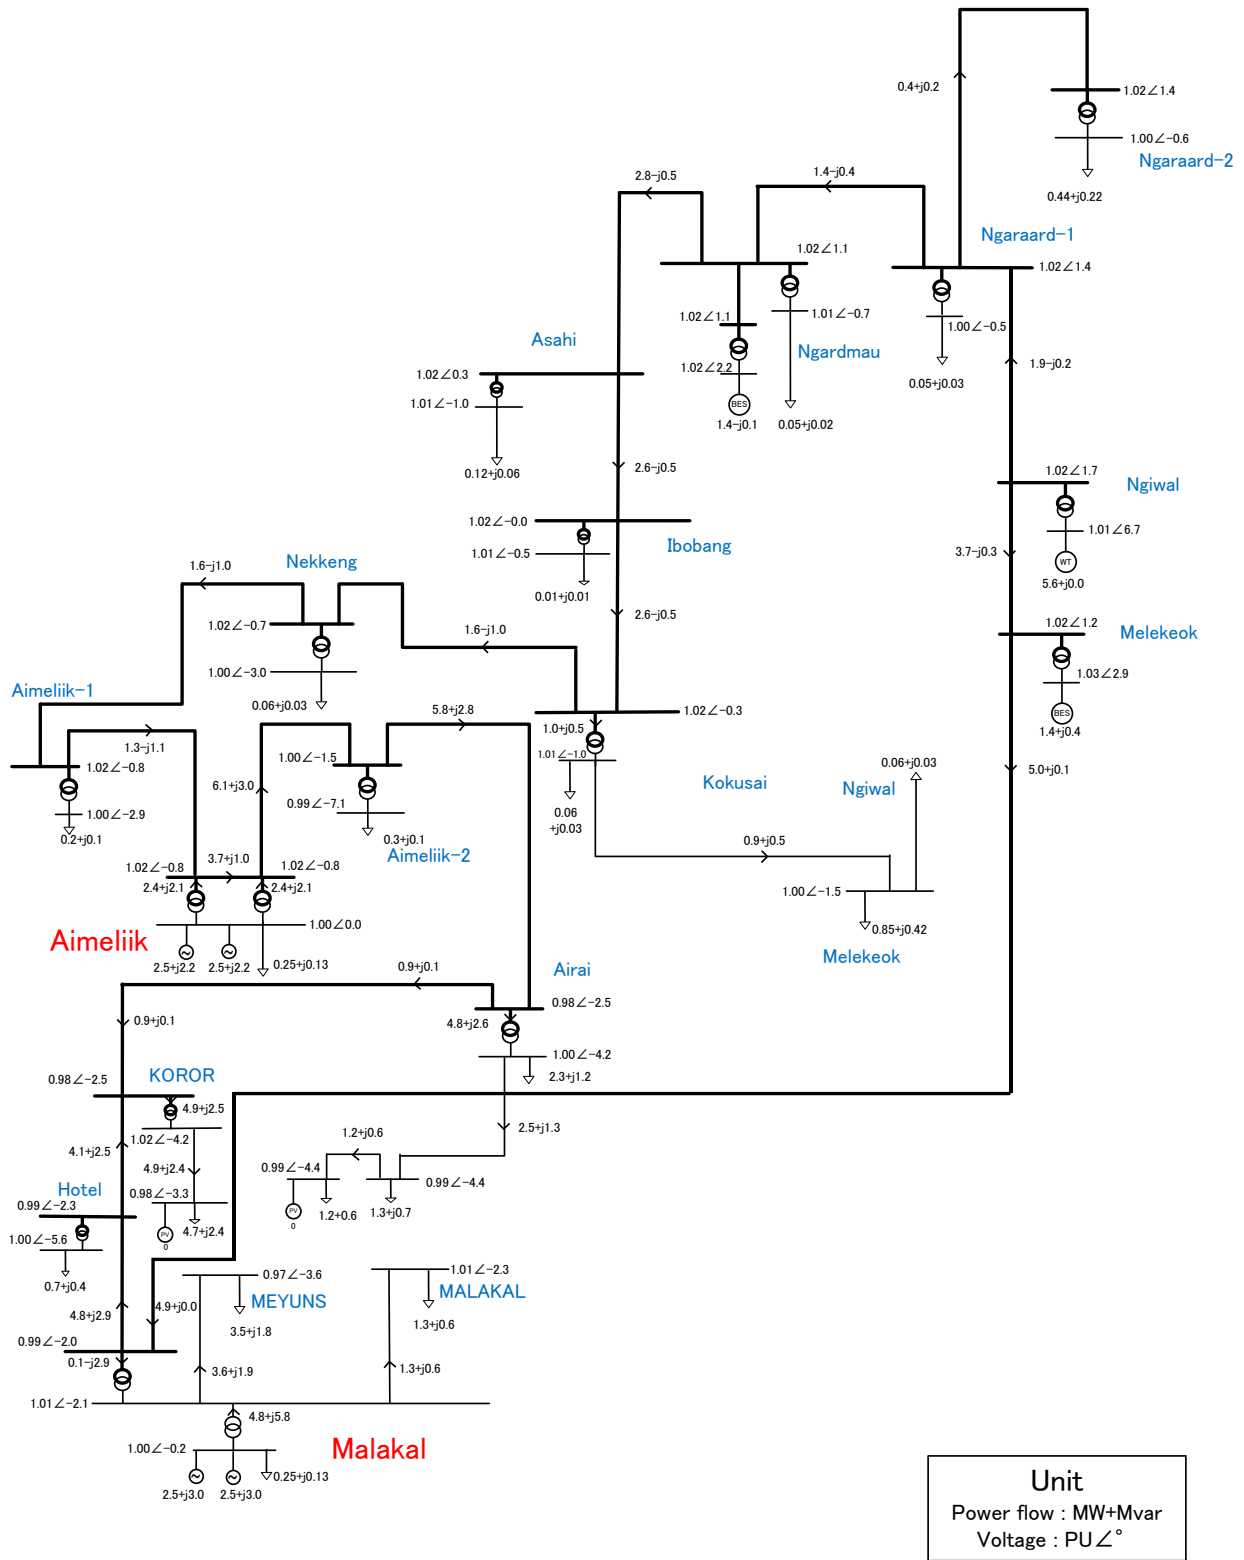 0.4+j0.2
1.02∠1.4
1.00∠-0.6
Ngaraard-2
0.44+j0.22
2.8-j0.5
1.4-j0.4
Ngaraard-1
1.02∠1.1
1.02∠1.4
1.02∠1.1
1.01∠-0.7
1.00∠-0.5
Asahi
Ngardmau
1.02∠0.3
1.02∠2.2
1.9-j0.2
1.01∠-1.0
BES
0.05+j0.03
1.4-j0.1
0.05+j0.02
0.12+j0.06
2.6-j0.5
1.02∠1.7
Ngiwal
1.02∠-0.0
Ibobang
1.01∠6.7
1.01∠-0.5
Nekkeng
3.7-j0.3
WT
1.6-j1.0
5.6+j0.0
0.01+j0.01
2.6-j0.5
1.02∠-0.7
1.02∠1.2
Melekeok
1.6-j1.0
1.00∠-3.0
1.03∠2.9
Aimeliik-1
0.06+j0.03
5.8+j2.8
1.02∠-0.3
BES
1.4+j0.4
1.0+j0.5
1.3-j1.1
1.00∠-1.5
1.01∠-1.0
1.02∠-0.8
6.1+j3.0
0.06+j0.03
5.0+j0.1
Kokusai
Ngiwal
0.99∠-7.1
1.00∠-2.9
0.06
+j0.03
0.2+j0.1
0.3+j0.1
0.9+j0.5
Aimeliik-2
3.7+j1.0
1.02∠-0.8
1.02∠-0.8
2.4+j2.1
2.4+j2.1
1.00∠-1.5
1.00∠0.0
0.85+j0.42
Aimeliik
Melekeok
2.5+j2.2
2.5+j2.2
0.25+j0.13
Airai
0.9+j0.1
0.98∠-2.5
0.9+j0.1
4.8+j2.6
1.00∠-4.2
KOROR
2.3+j1.2
0.98∠-2.5
4.9+j2.5
2.5+j1.3
1.02∠-4.2
1.2+j0.6
4.1+j2.5
4.9+j2.4
0.99∠-4.4
0.99∠-4.4
Hotel
0.98∠-3.3
0.99∠-2.3
PV
0
1.2+0.6
1.3+j0.7
PV
0
4.7+j2.4
1.00∠-5.6
0.7+j0.4
0.97∠-3.6
1.01∠-2.3
MEYUNS
MALAKAL
4.8+j2.9
4.9+j0.0
3.5+j1.8
1.3+j0.6
0.99∠-2.0
0.1-j2.9
3.6+j1.9
1.3+j0.6
1.01∠-2.1
4.8+j5.8
1.00∠-0.2
Malakal
0.25+j0.13
2.5+j3.0
2.5+j3.0
Unit
Power flow : MW+Mvar
Voltage : PU∠°